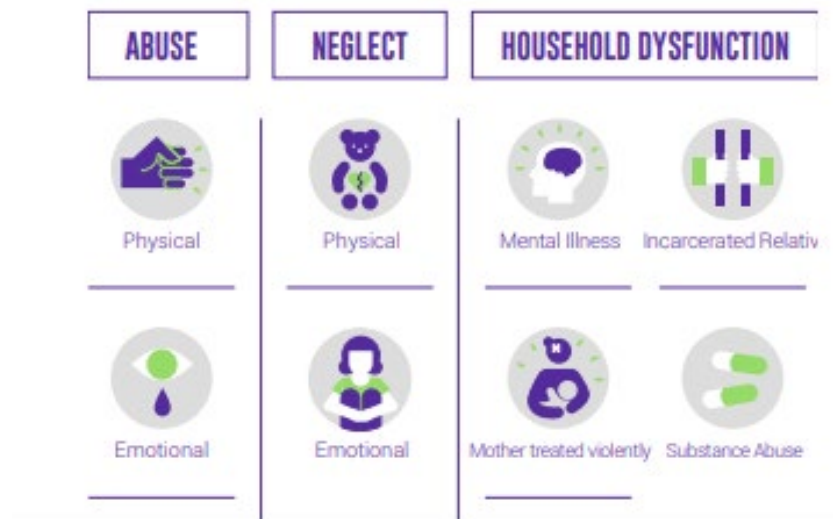 ABUSE
NEGLECT
HOUSEHOLD DYSFUNCTION
Physical
Physical
Mental Illness
Incarcerated Relativ
Emotional
Emotional
Mother treated violently
Substance Abuse